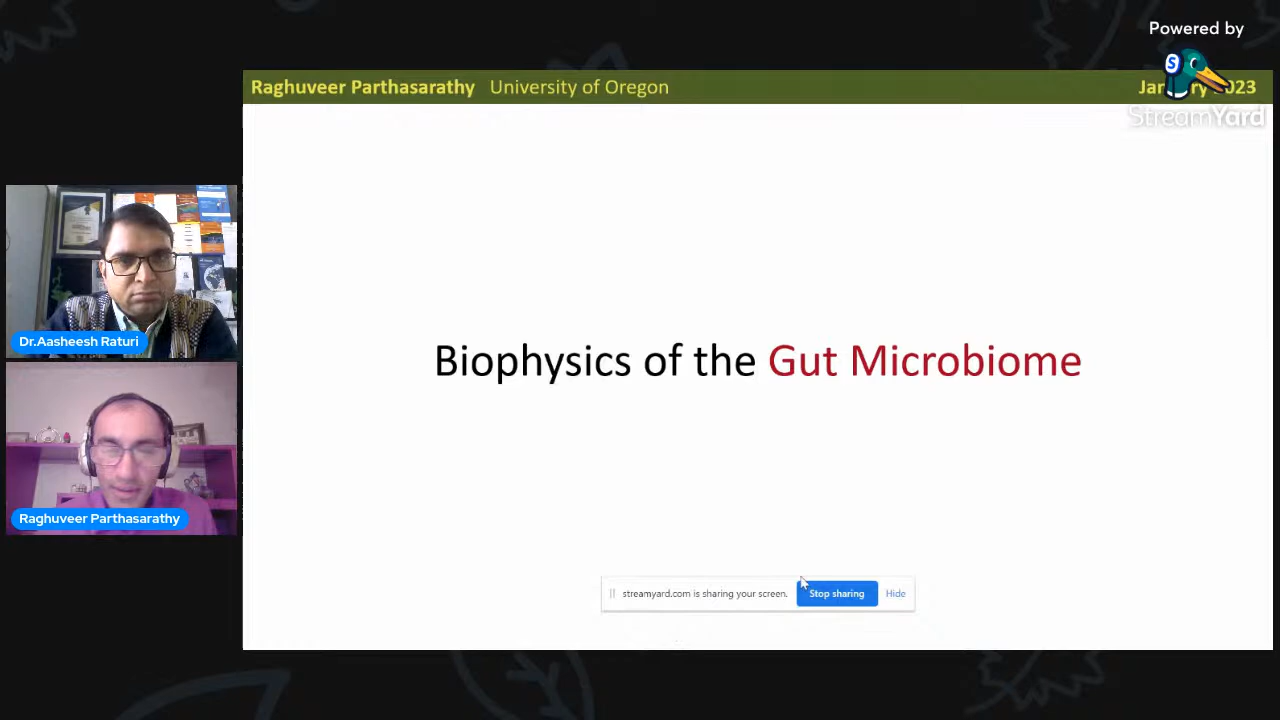 Powered by
S
StreamYard
Raghuveer Parthasarathy University of Oregon
Biophysics of the Gut Microbiome
Dr.Aasheesh Raturi
Raghuveer Parthasarathy
streamyard.com is sharing your screen.
Stop sharing
Hide